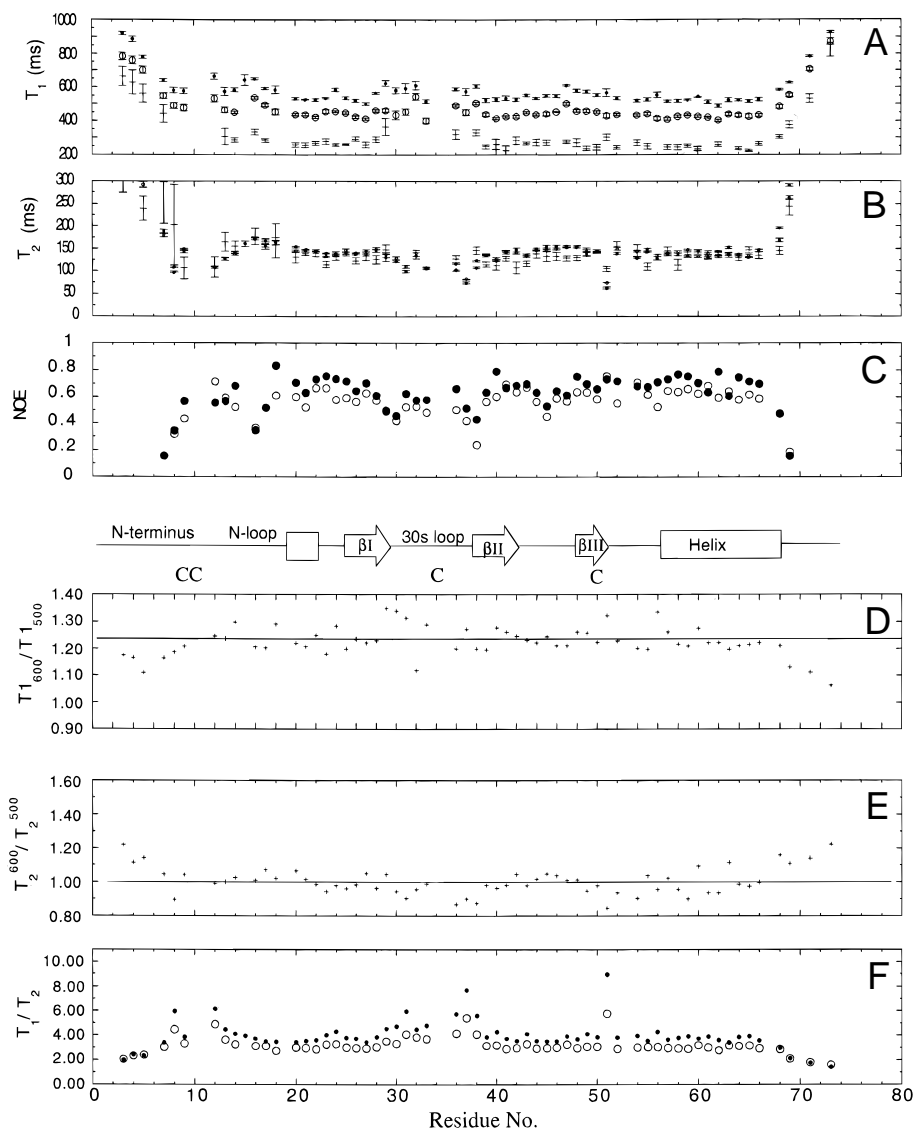 A
T1 (ms)
1000
800
600
400
200
B
T2 (ms)
300
250
200
150
100
50
0
C
NOE
1
0.8
0.6
0.4
0.2
0
N-terminus
N-loop
βI
30s loop
βII
βIII
Helix
CC
C
C
D
T1600/T1500
1.40
1.30
1.20
1.10
1.00
0.90
E
T2600/T2500
1.60
1.40
1.20
1.00
0.80
F
T1/T2
10.00
8.00
6.00
4.00
2.00
0.00
0 10 20 30 40 50 60 70 80
Residue No.